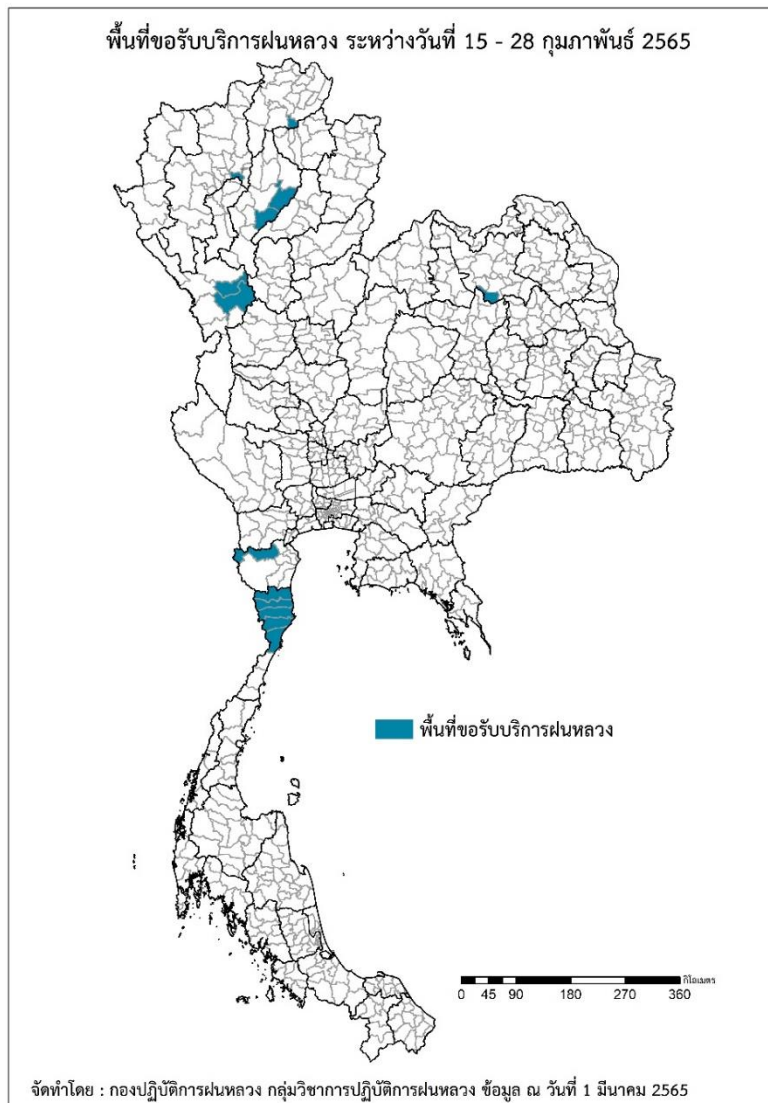 พื้นที่ขอรับบริการฝนหลวง ระหว่างวันที่ 15 - 28 กุมภาพันธ์ 2565
พื้นที่ขอรับบริการฝนหลวง
กิโลเมตร
0 45 90 180 270 360
จัดทำโดย : กองปฏิบัติการฝนหลวง กลุ่มวิชาการปฏิบัติการฝนหลวง ข้อมูล ณ วันที่ 1 มีนาคม 2565